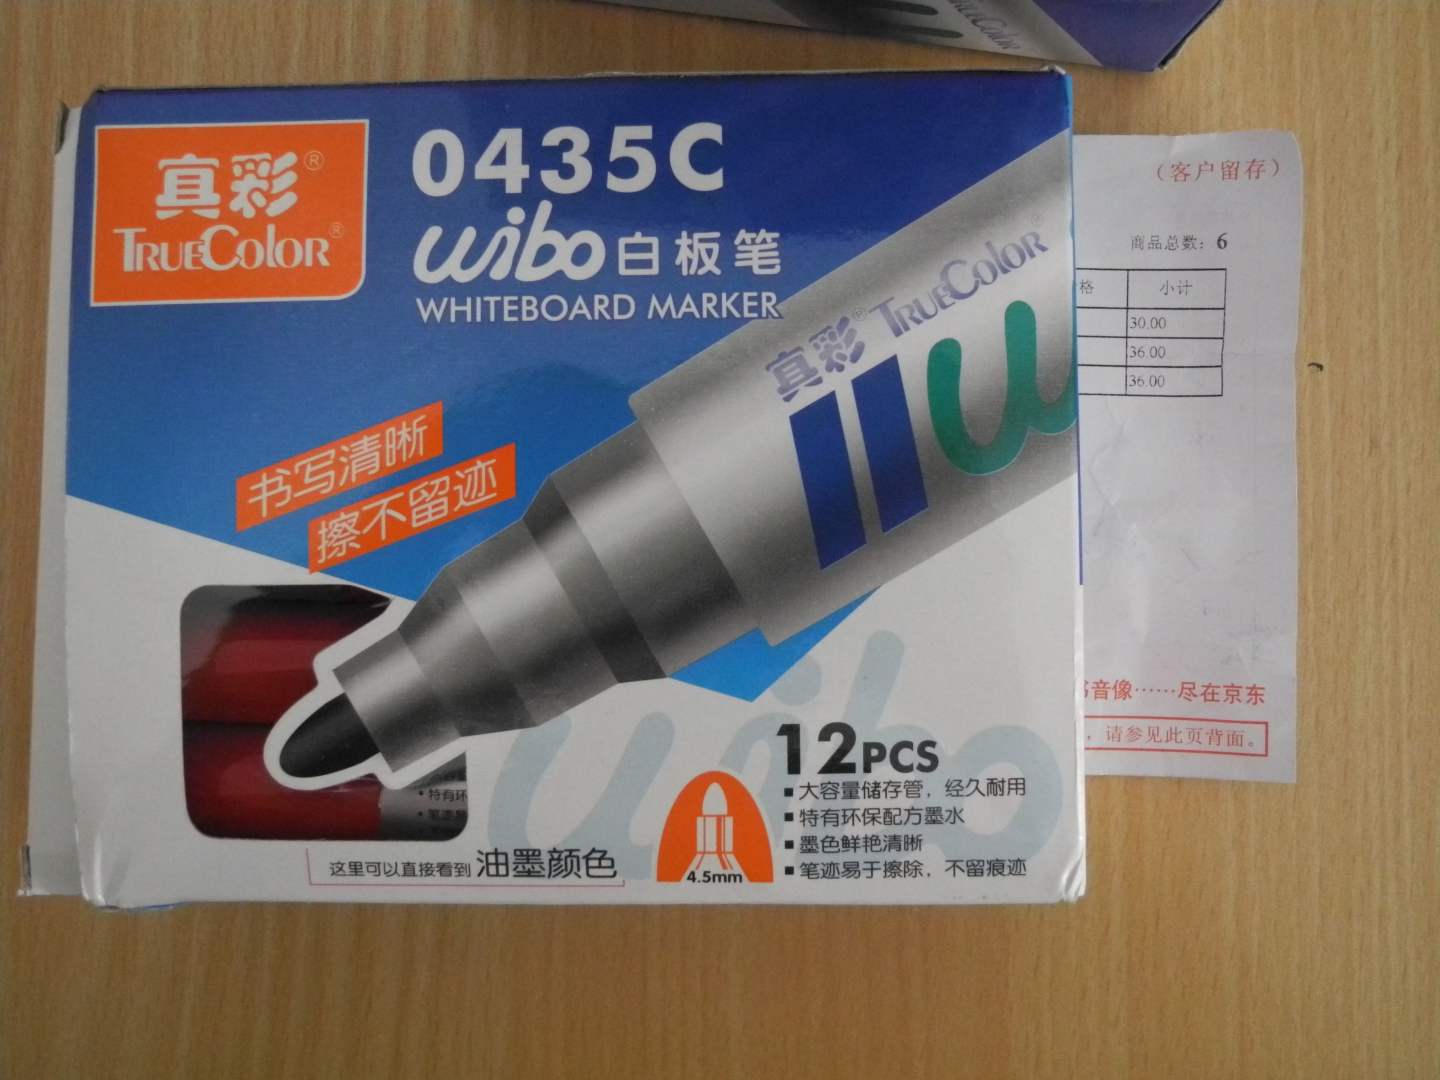 真彩®
TRUECOLOR®
0435C
wibo 白板笔
WHITEBOARD MARKER
真彩® TRUECOLOR®
书写清晰
擦不留迹
12PCS
大容量储存管，经久耐用
特有环保配方墨水
墨色鲜艳清晰
笔迹易于擦除，不留痕迹
4.5mm
这里可以直接看到 油墨颜色
特有环
wibo
（客户留存）
商品总数：6
格 小计
30.00
36.00
36.00
音像……尽在京东
，请参见此页背面。